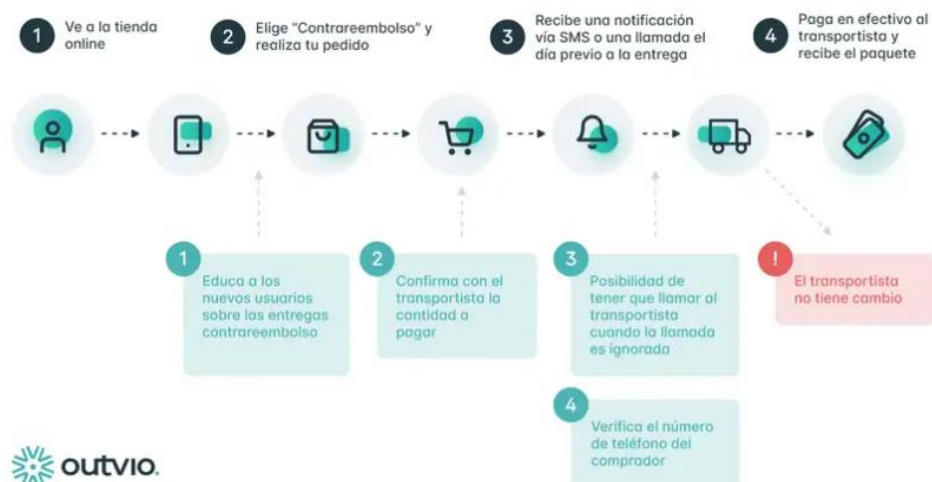 1
Ve a la tienda
online
2
Elige “Contrareembolso” y
realiza tu pedido
3
Recibe una notificación
vía SMS o una llamada el
día previo a la entrega
4
Paga en efectivo al
transportista y
recibe el paquete
1
Educa a los
nuevos usuarios
sobre las entregas
contrareembolso
2
Confirma con el
transportista la
cantidad a
pagar
3
Posibilidad de
tener que llamar al
transportista
cuando la llamada
es ignorada
!
El transportista
no tiene cambio
4
Verifica el número
de teléfono del
comprador
outvio.